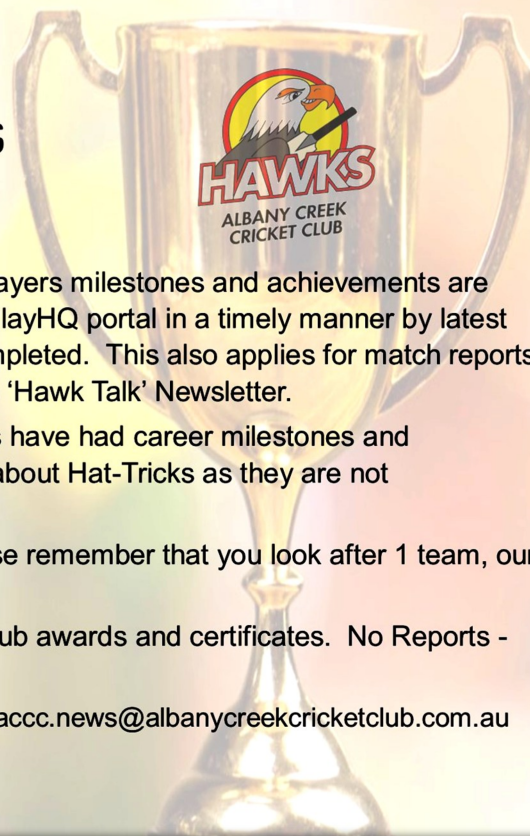 HAWKS
ALBANY CREEK
CRICKET CLUB
ayers milestones and achievements are
layHQ portal in a timely manner by latest
mpleted.  This also applies for match reports
‘Hawk Talk’ Newsletter.
s have had career milestones and
about Hat-Tricks as they are not
se remember that you look after 1 team, our
ub awards and certificates.  No Reports -
accc.news@albanycreekcricketclub.com.au